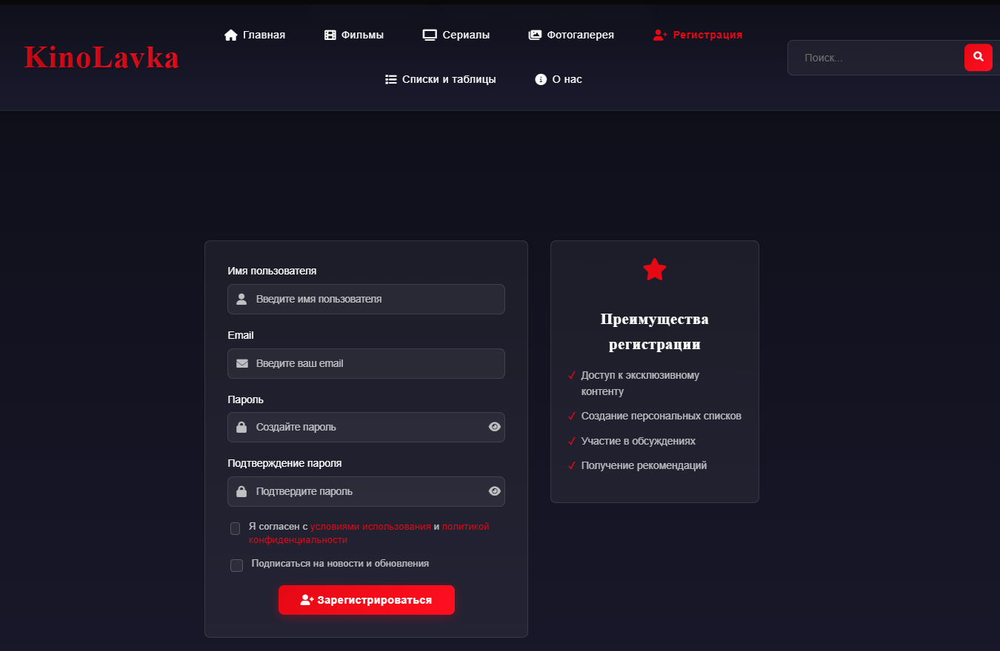 KinoLavka
Главная
Фильмы
Сериалы
Фотогалерея
Регистрация
Списки и таблицы
О нас
Поиск...
Имя пользователя
Введите имя пользователя
Email
Введите ваш email
Пароль
Создайте пароль
Подтверждение пароля
Подтвердите пароль
Я согласен с условиями использования и политикой
конфиденциальности
Подписаться на новости и обновления
Зарегистрироваться
Преимущества
регистрации
Доступ к эксклюзивному
контенту
Создание персональных списков
Участие в обсуждениях
Получение рекомендаций